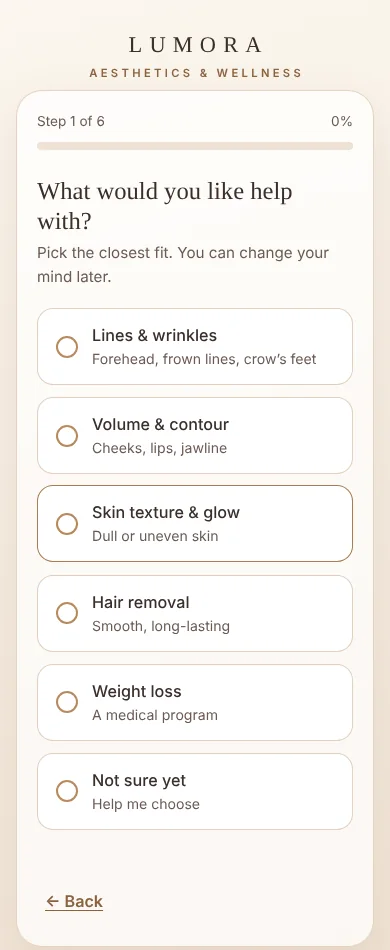 LUMORA
AESTHETICS & WELLNESS
Step 1 of 6
0%
What would you like help
with?
Pick the closest fit. You can change your
mind later.
Lines & wrinkles
Forehead, frown lines, crow’s feet
Volume & contour
Cheeks, lips, jawline
Skin texture & glow
Dull or uneven skin
Hair removal
Smooth, long-lasting
Weight loss
A medical program
Not sure yet
Help me choose
← Back